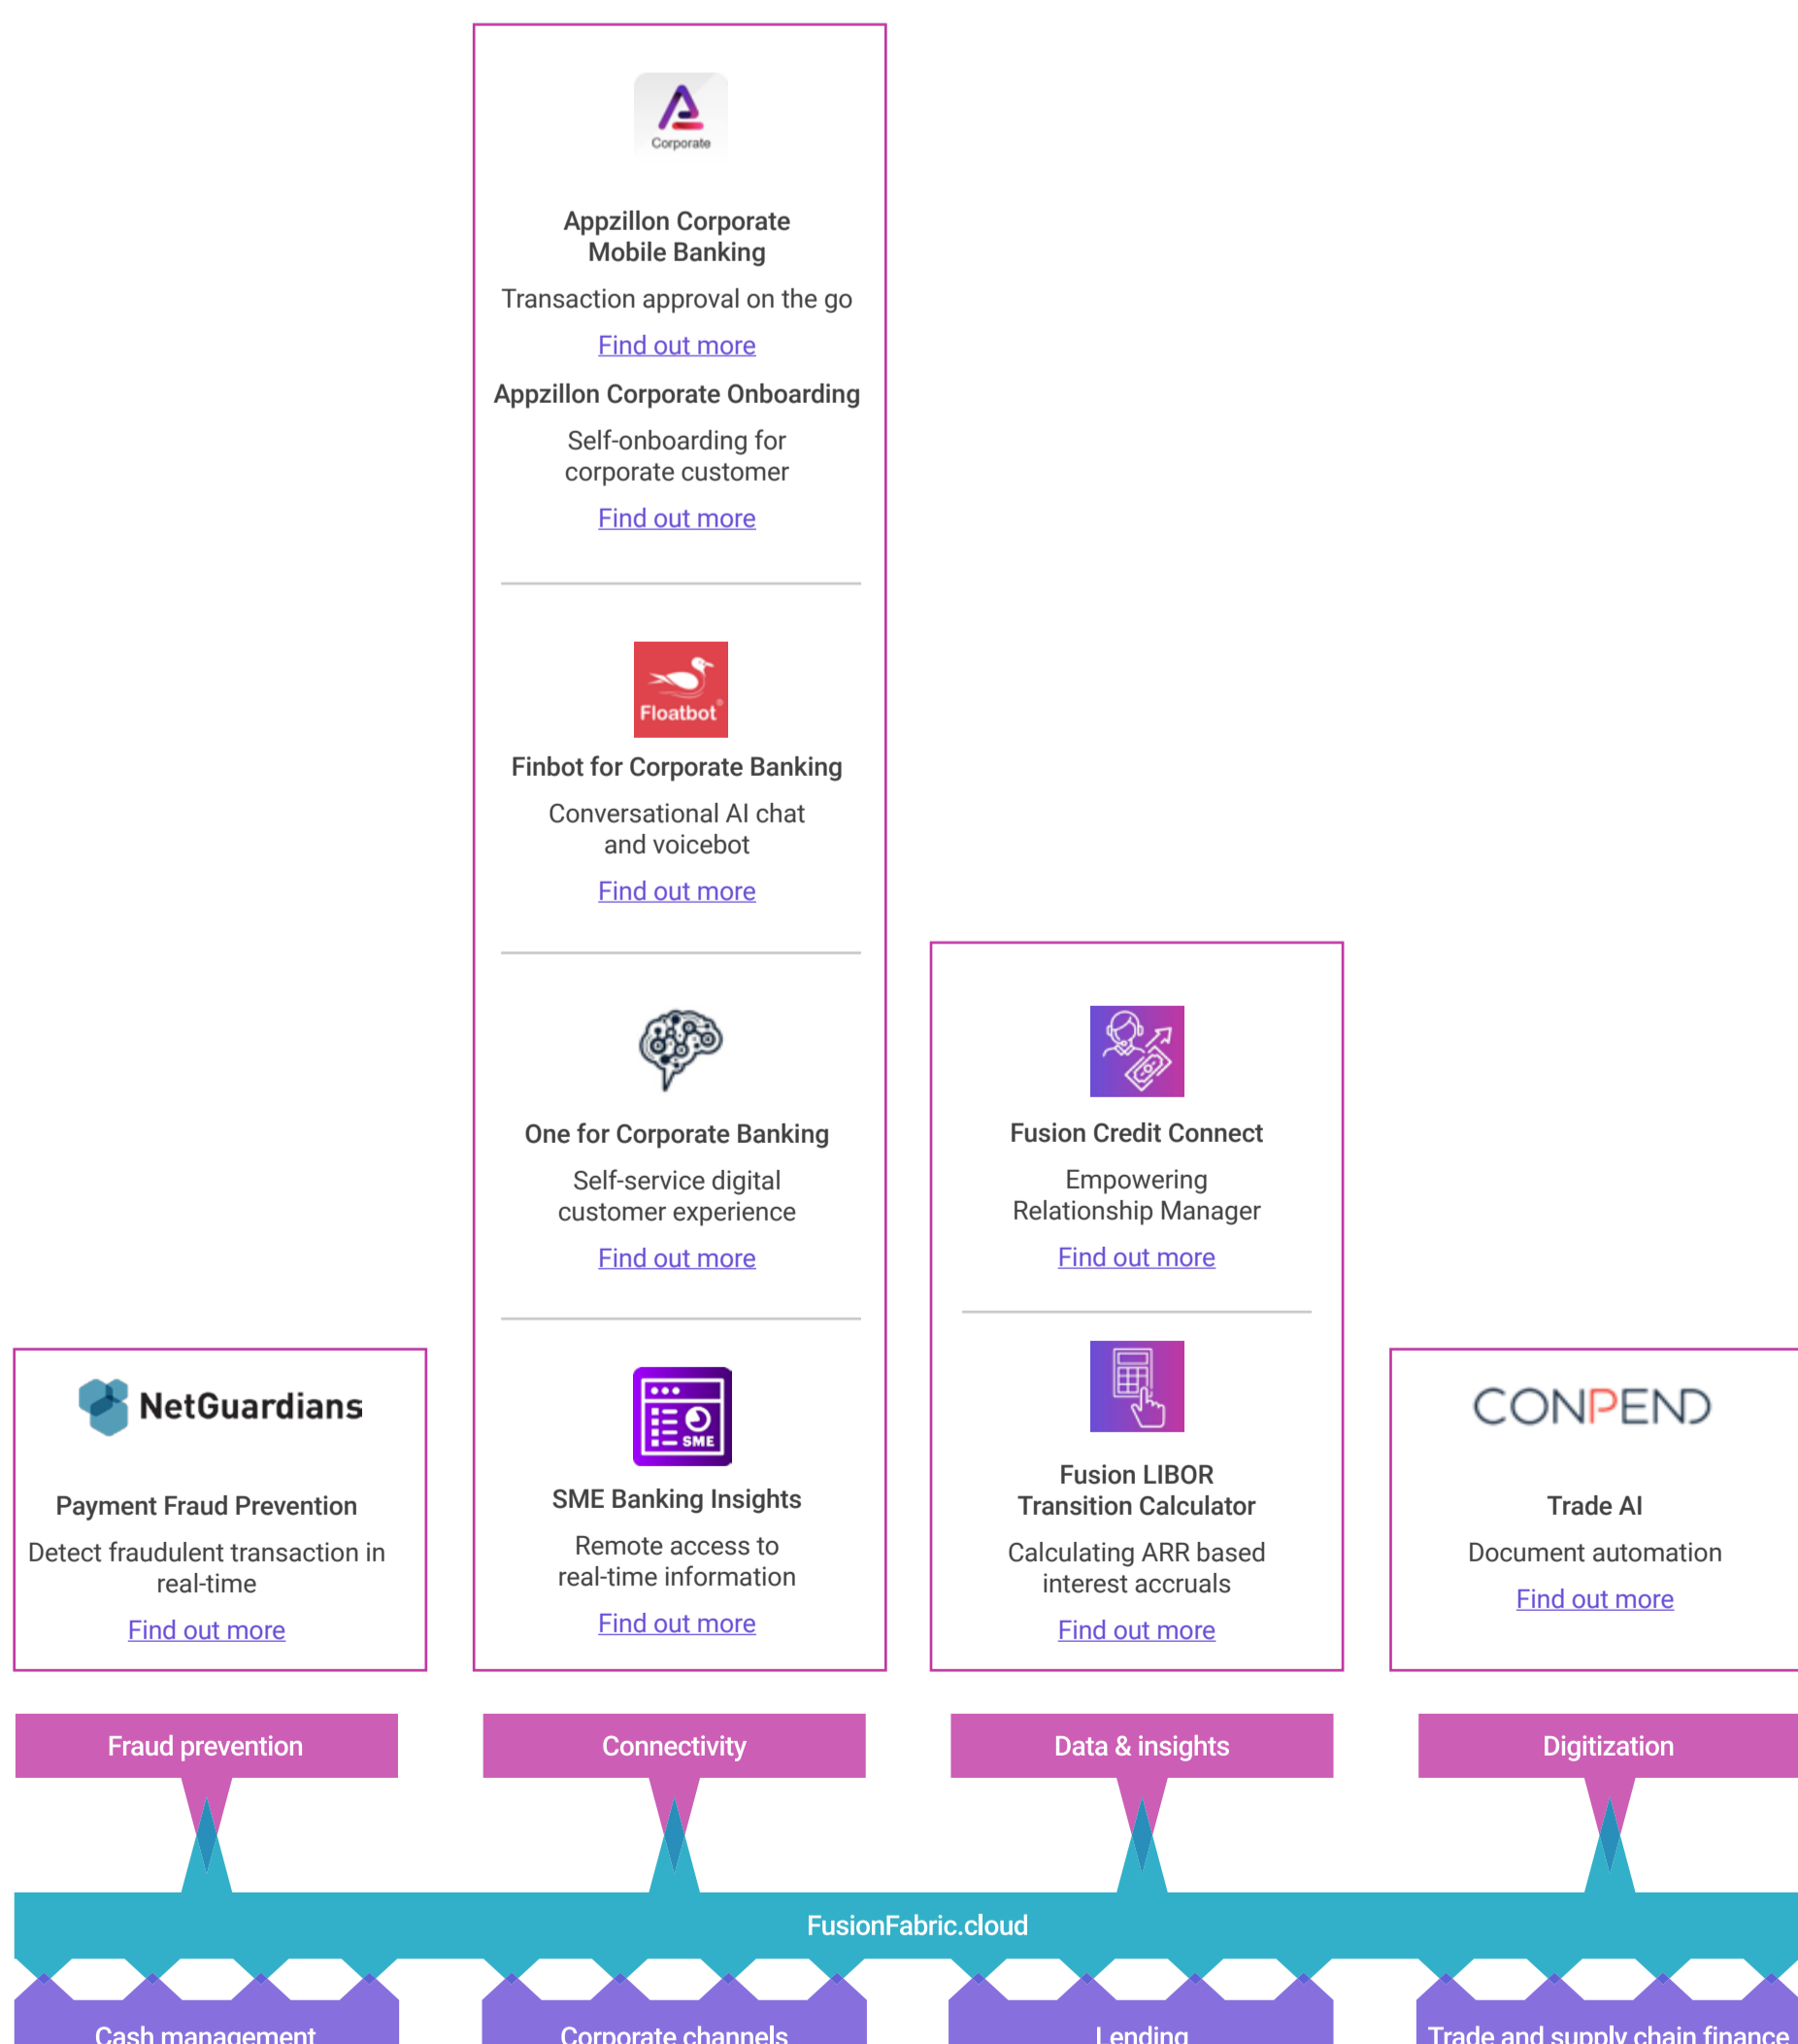 Corporate
Appzillon Corporate
Mobile Banking
Transaction approval on the go
Find out more
Appzillon Corporate Onboarding
Self-onboarding for
corporate customer
Find out more
Floatbot®
Finbot for Corporate Banking
Conversational AI chat
and voicebot
Find out more
One for Corporate Banking
Self-service digital
customer experience
Find out more
SME
SME Banking Insights
Remote access to
real-time information
Find out more
Fusion Credit Connect
Empowering
Relationship Manager
Find out more
Fusion LIBOR
Transition Calculator
Calculating ARR based
interest accruals
Find out more
NetGuardians
Payment Fraud Prevention
Detect fraudulent transaction in
real-time
Find out more
CONPEND
Trade AI
Document automation
Find out more
Fraud prevention
Connectivity
Data & insights
Digitization
FusionFabric.cloud
Cash management
Corporate channels
Lending
Trade and supply chain finance